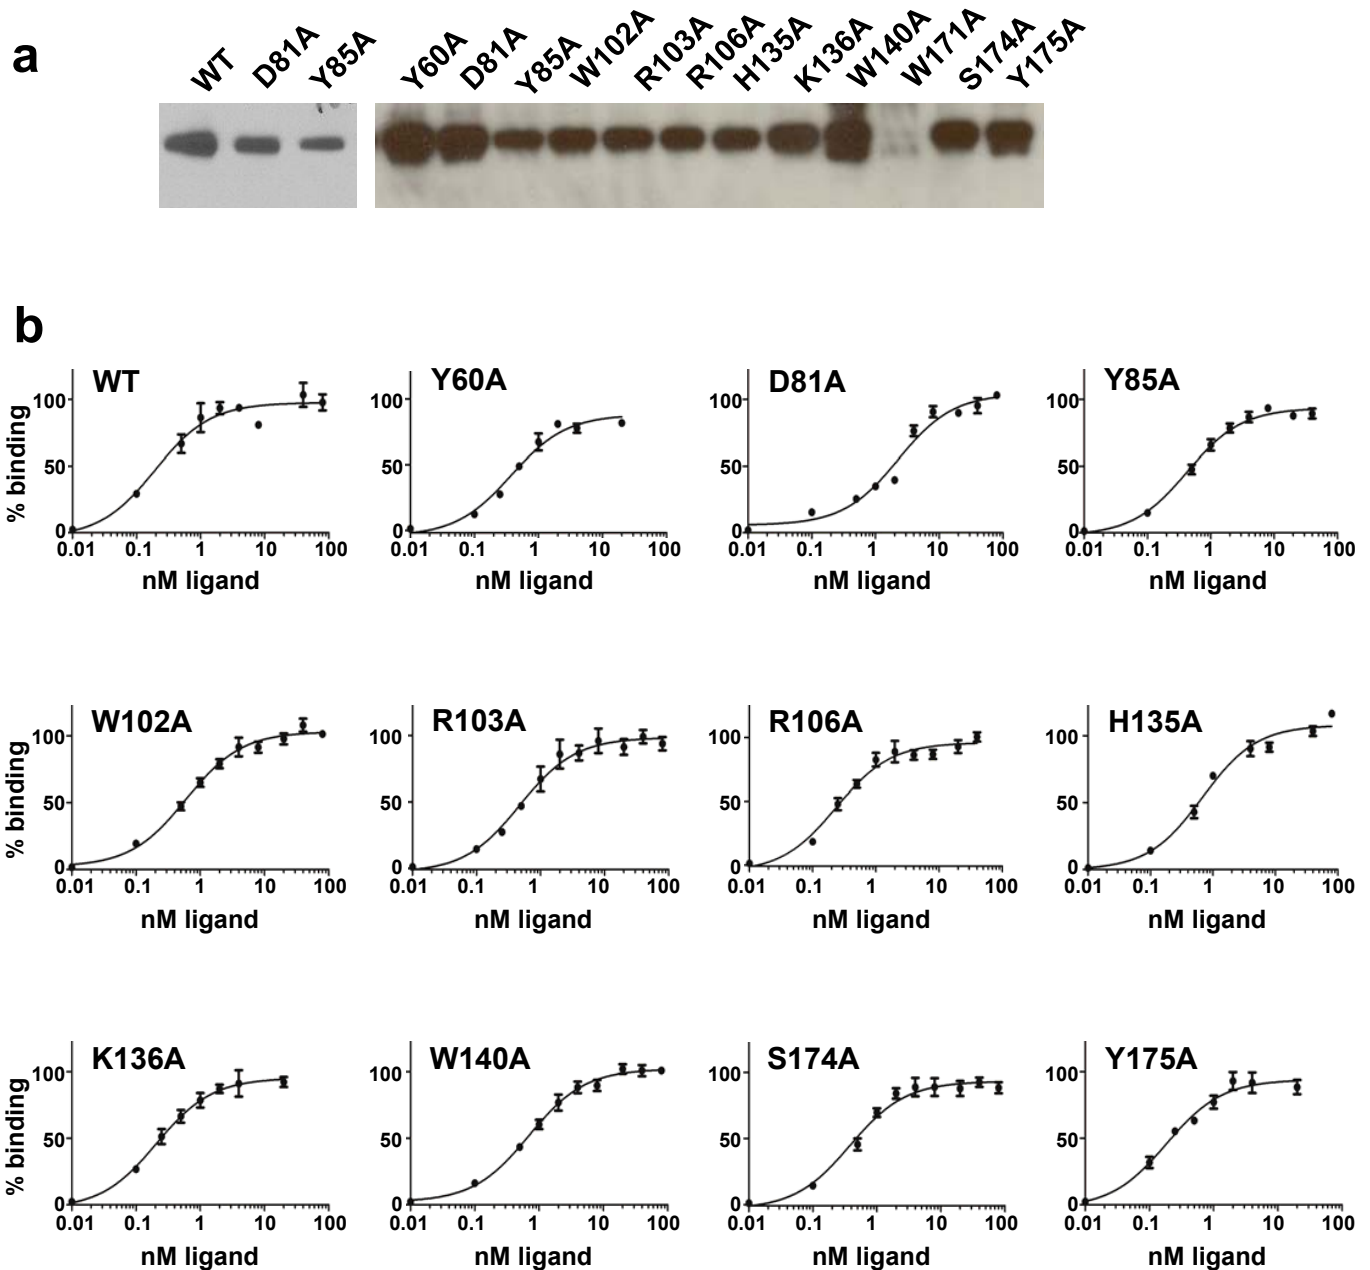 a
WT D81A Y85A Y60A D81A Y85A W102A R103A R106A H135A K136A W140A W171A S174A Y175A
b
WT Y60A D81A Y85A
% binding
100 100 100 100
50 50 50 50
0 0 0 0
0.01 0.1 1 10 100 0.01 0.1 1 10 100 0.01 0.1 1 10 100 0.01 0.1 1 10 100
nM ligand nM ligand nM ligand nM ligand
W102A R103A R106A H135A
% binding
100 100 100 100
50 50 50 50
0 0 0 0
0.01 0.1 1 10 100 0.01 0.1 1 10 100 0.01 0.1 1 10 100 0.01 0.1 1 10 100
nM ligand nM ligand nM ligand nM ligand
K136A W140A S174A Y175A
% binding
100 100 100 100
50 50 50 50
0 0 0 0
0.01 0.1 1 10 100 0.01 0.1 1 10 100 0.01 0.1 1 10 100 0.01 0.1 1 10 100
nM ligand nM ligand nM ligand nM ligand